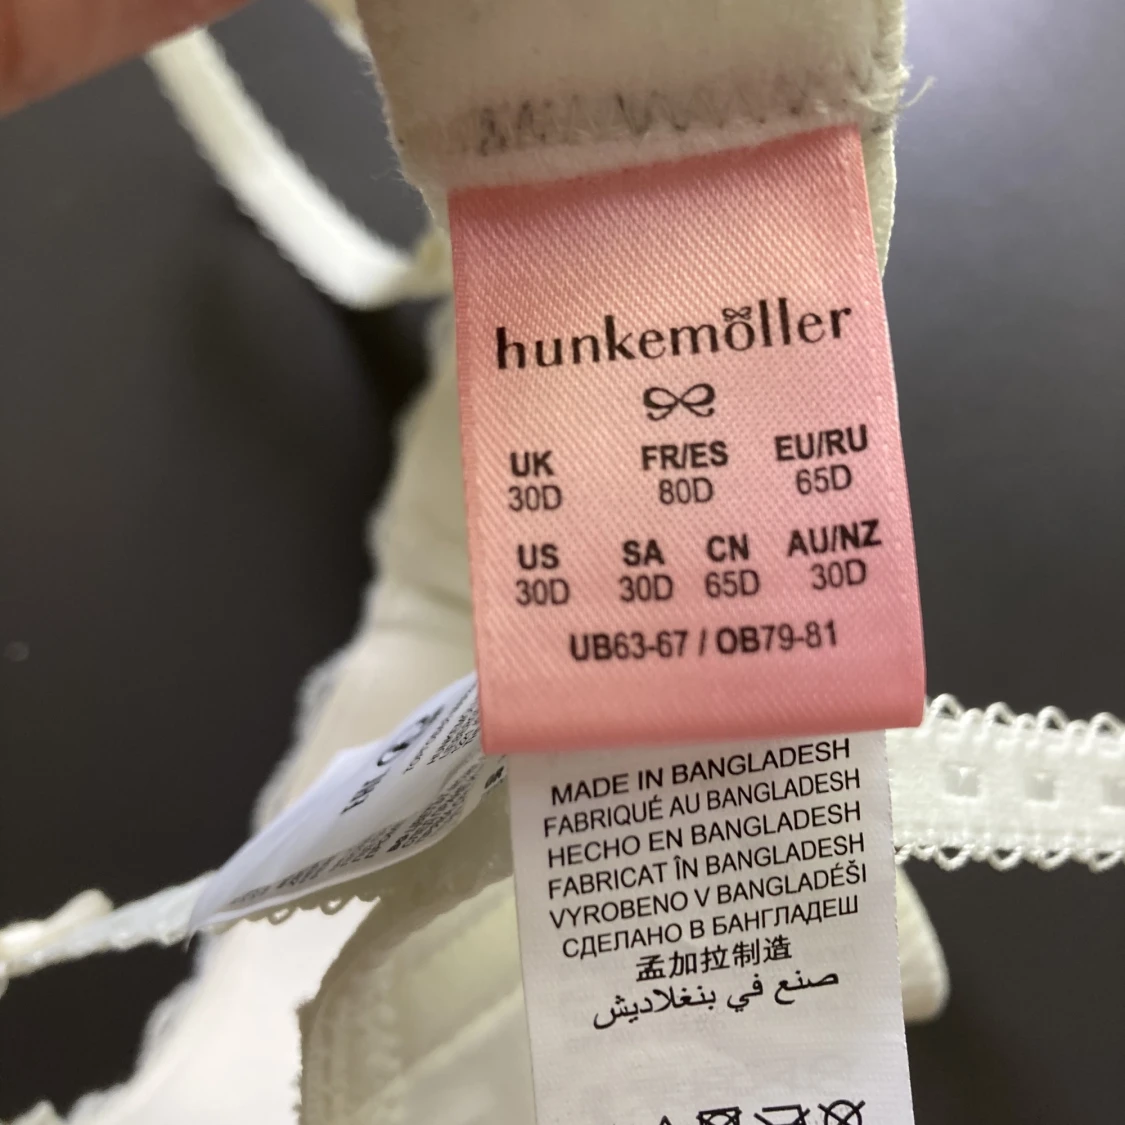 hunkemöller
UK FR/ES EU/RU
30D 80D 65D
US SA CN AU/NZ
30D 30D 65D 30D
UB63-67 / OB79-81
MADE IN BANGLADESH
FABRIQUÉ AU BANGLADESH
HECHO EN BANGLADESH
FABRICAT ÎN BANGLADESH
VYROBENO V BANGLADÉŠI
СДЕЛАНО В БАНГЛАДЕШ
孟加拉制造
صنع في بنغلاديش